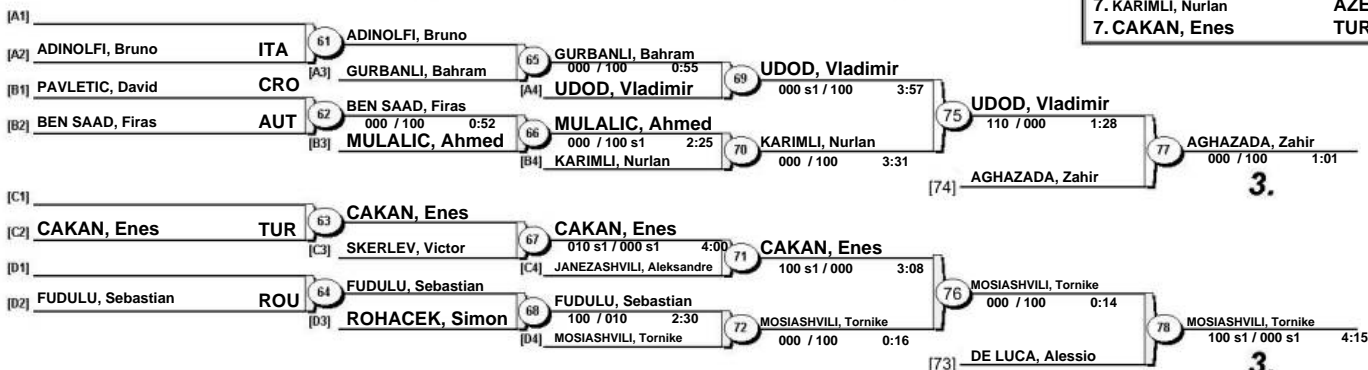 7. KARIMLI, Nurlan AZE
7. CAKAN, Enes TUR
[A1]
[A2] ADINOLFI, Bruno ITA
61 ADINOLFI, Bruno
[A3] GURBANLI, Bahram
65 GURBANLI, Bahram
000 / 100 0:55
[A4] UDOD, Vladimir
69 UDOD, Vladimir
000 s1 / 100 3:57
[B1] PAVLETIC, David CRO
[B2] BEN SAAD, Firas AUT
62 BEN SAAD, Firas
000 / 100 0:52
[B3] MULALIC, Ahmed
66 MULALIC, Ahmed
000 / 100 s1 2:25
[B4] KARIMLI, Nurlan
70 KARIMLI, Nurlan
000 / 100 3:31
75 UDOD, Vladimir
110 / 000 1:28
[74] AGHAZADA, Zahir
77 AGHAZADA, Zahir
000 / 100 1:01
3.
[C1]
[C2] CAKAN, Enes TUR
63 CAKAN, Enes
[C3] SKERLEV, Victor
67 CAKAN, Enes
010 s1 / 000 s1 4:00
[C4] JANEZASHVILI, Aleksandre
71 CAKAN, Enes
100 s1 / 000 3:08
[D1]
[D2] FUDULU, Sebastian ROU
64 FUDULU, Sebastian
[D3] ROHACEK, Simon
68 FUDULU, Sebastian
100 / 010 2:30
[D4] MOSIASHVILI, Tornike
72 MOSIASHVILI, Tornike
000 / 100 0:16
76 MOSIASHVILI, Tornike
000 / 100 0:14
[73] DE LUCA, Alessio
78 MOSIASHVILI, Tornike
100 s1 / 000 s1 4:15
3.